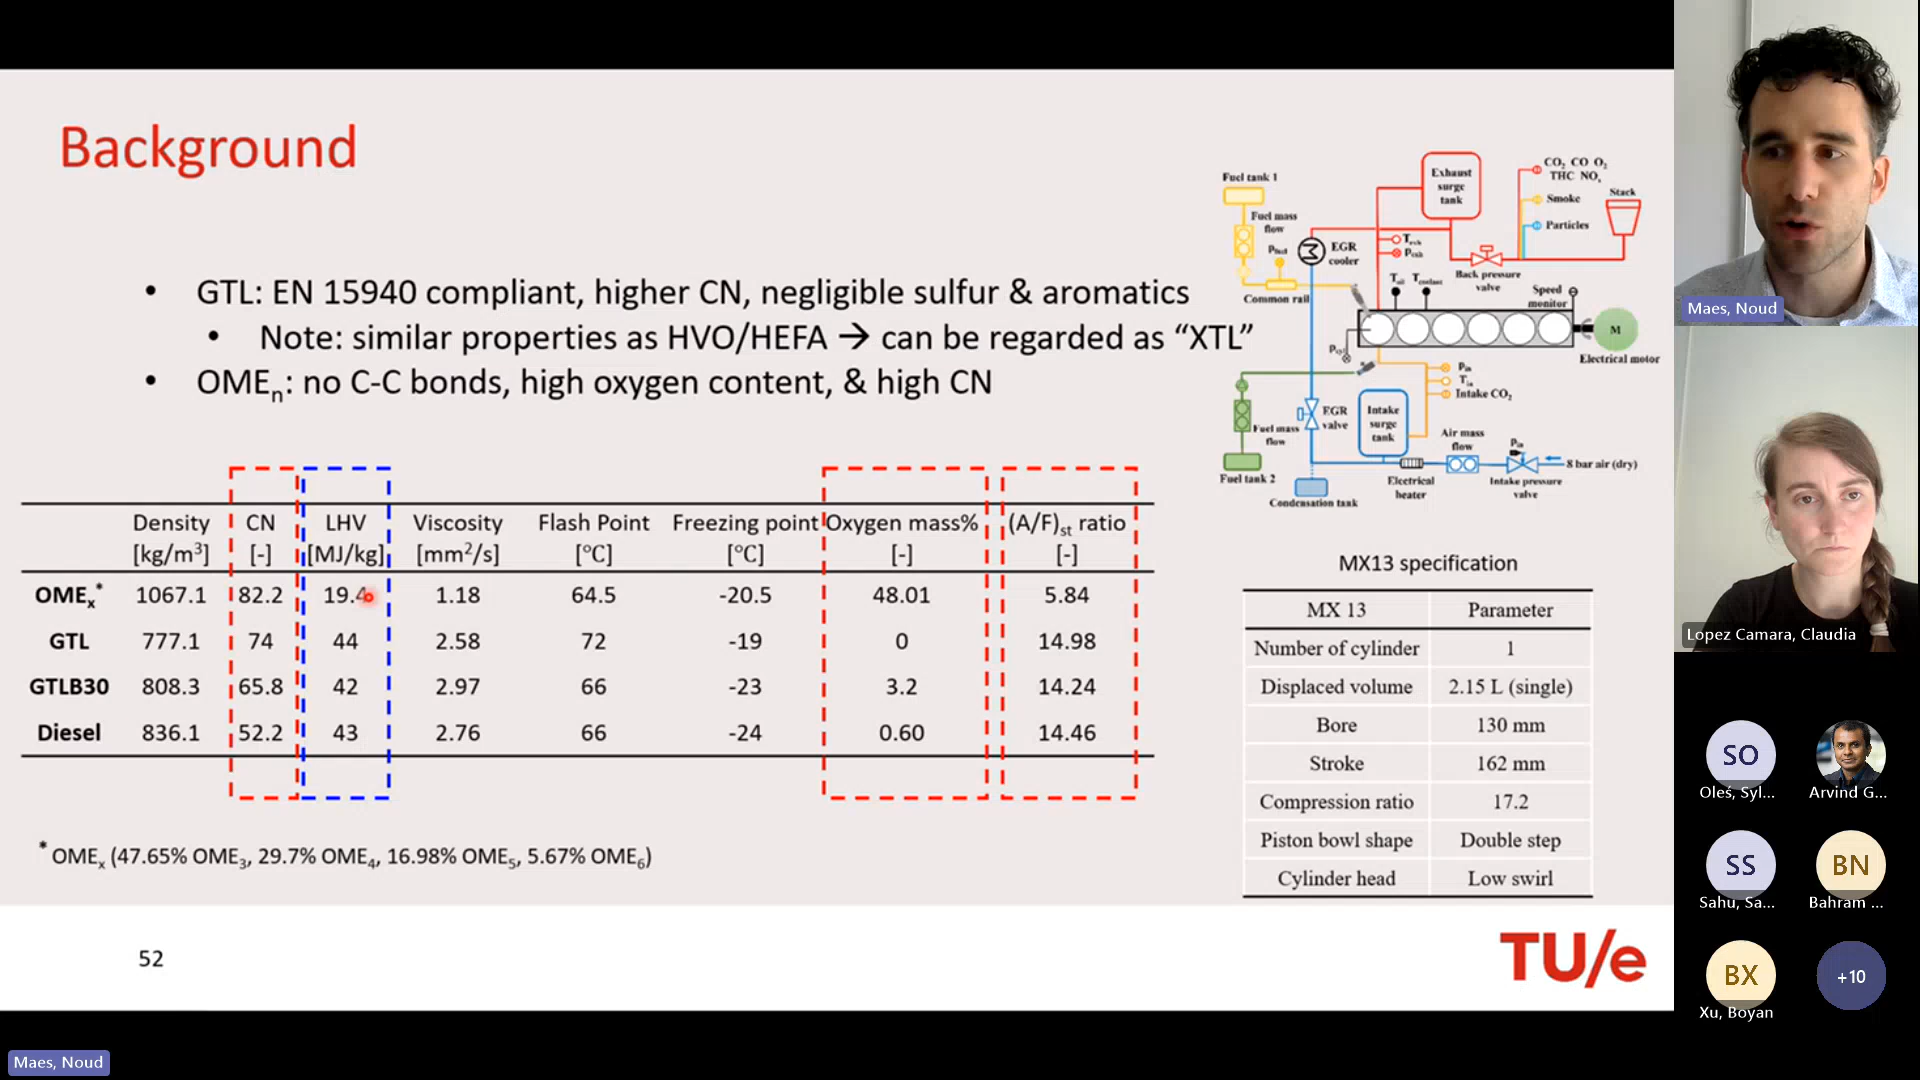 Background
• GTL: EN 15940 compliant, higher CN, negligible sulfur & aromatics
• Note: similar properties as HVO/HEFA → can be regarded as “XTL”
• OMEn: no C-C bonds, high oxygen content, & high CN
Density CN LHV Viscosity Flash Point Freezing point Oxygen mass% (A/F)st ratio
[kg/m3] [-] [MJ/kg] [mm2/s] [°C] [°C] [-] [-]
OMEx* 1067.1 82.2 19.4 1.18 64.5 -20.5 48.01 5.84
GTL 777.1 74 44 2.58 72 -19 0 14.98
GTLB30 808.3 65.8 42 2.97 66 -23 3.2 14.24
Diesel 836.1 52.2 43 2.76 66 -24 0.60 14.46
* OMEx (47.65% OME3, 29.7% OME4, 16.98% OME5, 5.67% OME6)
52
Fuel tank 1
Fuel mass
flow
Common rail
EGR
cooler
Exhaust
surge
tank
CO2 CO O2
THC NOx
Smoke
Particles
Stack
Back pressure
valve
Speed
monitor
M
Electrical motor
Intake CO2
EGR
valve
Intake
surge
tank
Fuel mass
flow
Fuel tank 2
Condensation tank
Electrical
heater
Air mass
flow
Intake pressure
valve
8 bar air (dry)
MX13 specification
MX 13 Parameter
Number of cylinder 1
Displaced volume 2.15 L (single)
Bore 130 mm
Stroke 162 mm
Compression ratio 17.2
Piston bowl shape Double step
Cylinder head Low swirl
TU/e
Maes, Noud
Lopez Camara, Claudia
SO
Oleś, Syl...
Arvind G...
SS
Sahu, Sa...
BN
Bahram ...
BX
Xu, Boyan
+10
Maes, Noud